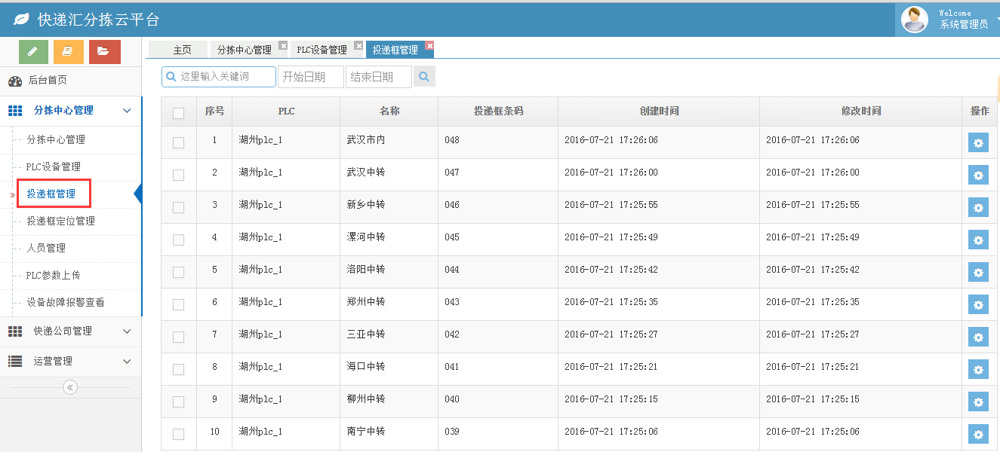 快递汇分拣云平台
Welcome
系统管理员
主页
分拣中心管理
PLC设备管理
投递框管理
后台首页
分拣中心管理
分拣中心管理
PLC设备管理
投递框管理
投递框定位管理
人员管理
PLC参数上传
设备故障报警查看
快递公司管理
运营管理
这里输入关键词 开始日期 结束日期
序号 PLC 名称 投递框条码 创建时间 修改时间 操作
1 湖州plc_1 武汉市内 048 2016-07-21 17:26:06 2016-07-21 17:26:06
2 湖州plc_1 武汉中转 047 2016-07-21 17:26:00 2016-07-21 17:26:00
3 湖州plc_1 新乡中转 046 2016-07-21 17:25:55 2016-07-21 17:25:55
4 湖州plc_1 漯河中转 045 2016-07-21 17:25:49 2016-07-21 17:25:49
5 湖州plc_1 洛阳中转 044 2016-07-21 17:25:42 2016-07-21 17:25:42
6 湖州plc_1 郑州中转 043 2016-07-21 17:25:35 2016-07-21 17:25:35
7 湖州plc_1 三亚中转 042 2016-07-21 17:25:27 2016-07-21 17:25:27
8 湖州plc_1 海口中转 041 2016-07-21 17:25:21 2016-07-21 17:25:21
9 湖州plc_1 柳州中转 040 2016-07-21 17:25:15 2016-07-21 17:25:15
10 湖州plc_1 南宁中转 039 2016-07-21 17:25:06 2016-07-21 17:25:06